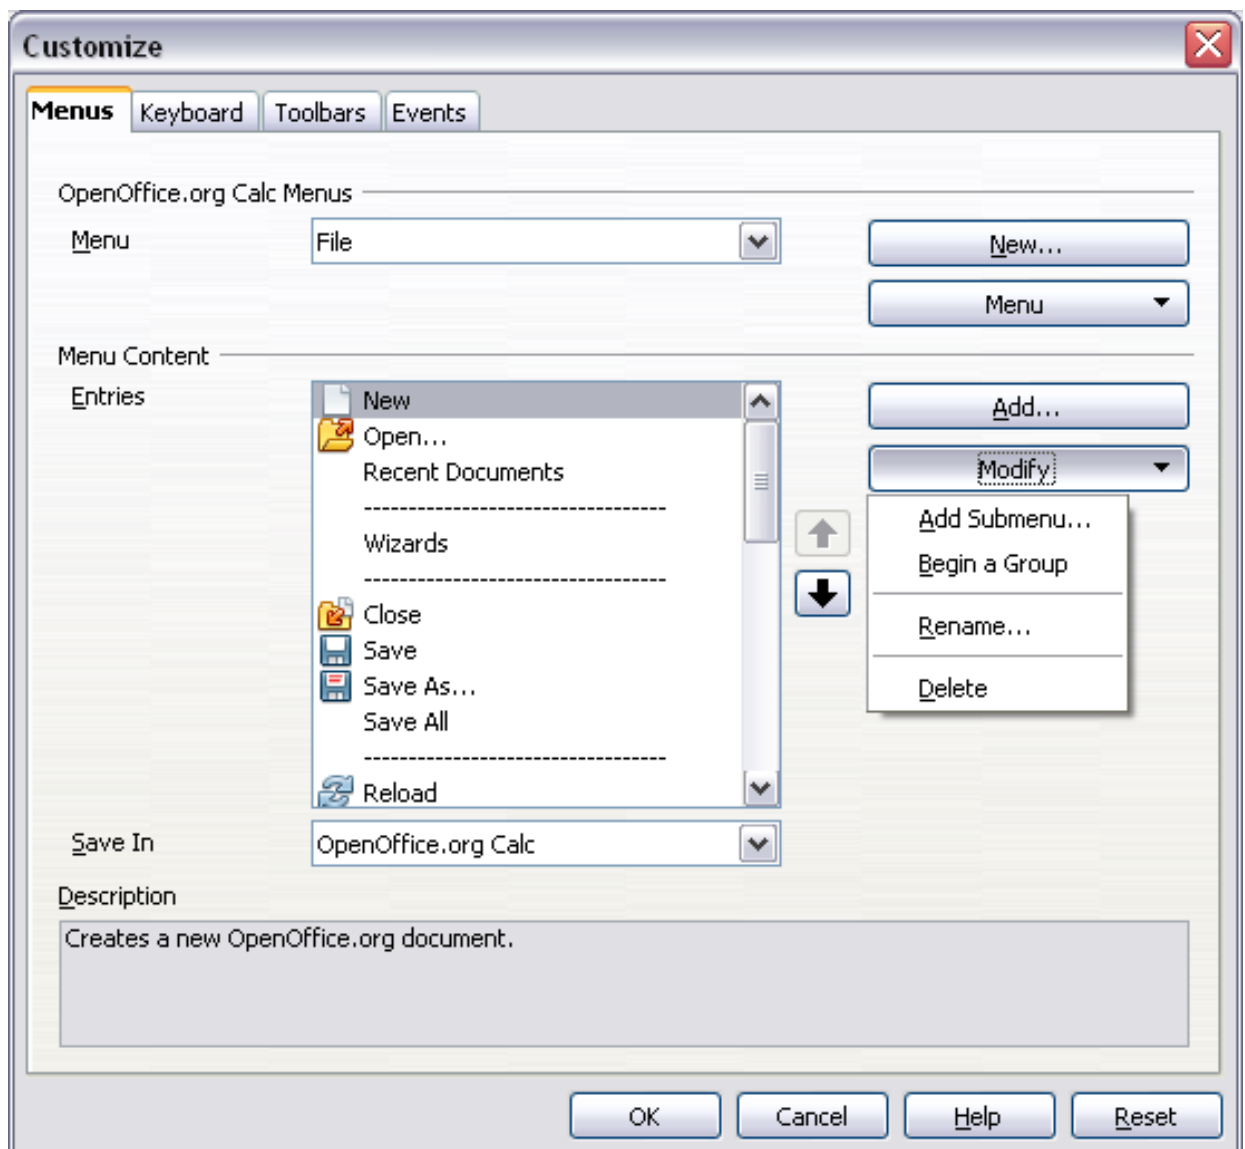 Customize
Menus Keyboard Toolbars Events
OpenOffice.org Calc Menus
Menu File New...
Menu
Menu Content
Entries New Add...
Open...
Recent Documents Modify
---------------------------------
Add Submenu...
Wizards
Begin a Group
---------------------------------
Close
Rename...
Save
Save As...
Delete
Save All
---------------------------------
Reload
Save In OpenOffice.org Calc
Description
Creates a new OpenOffice.org document.
OK Cancel Help Reset